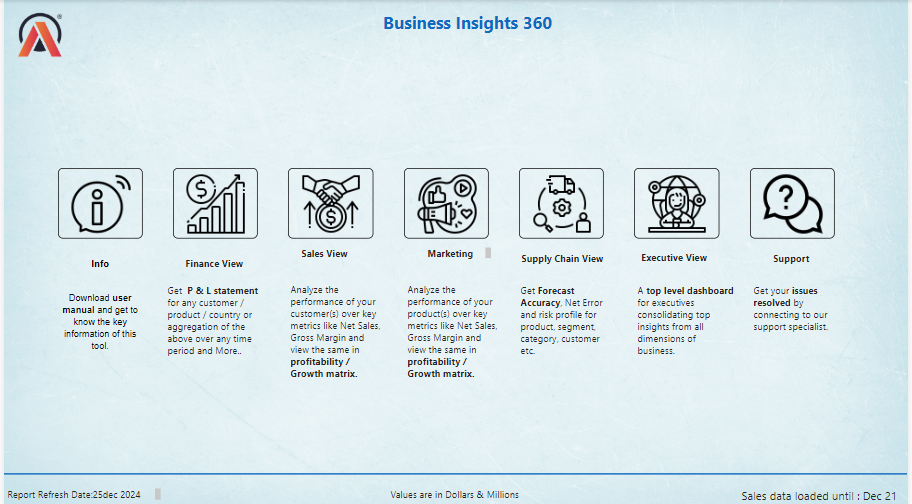 Business Insights 360
®
$
$
?
Info
Finance View
Sales View
Marketing
Supply Chain View
Executive View
Support
Download user
manual and get to
know the key
information of this
tool.
Get P & L statement
for any customer /
product / country or
aggregation of the
above over any time
period and More..
Analyze the
performance of your
customer(s) over key
metrics like Net Sales,
Gross Margin and
view the same in
profitability /
Growth matrix.
Analyze the
performance of your
product(s) over key
metrics like Net Sales,
Gross Margin and
view the same in
profitability /
Growth matrix.
Get Forecast
Accuracy, Net Error
and risk profile for
product, segment,
category, customer
etc.
A top level dashboard
for executives
consolidating top
insights from all
dimensions of
business.
Get your issues
resolved by
connecting to our
support specialist.
Report Refresh Date:25dec 2024
Values are in Dollars & Millions
Sales data loaded until : Dec 21